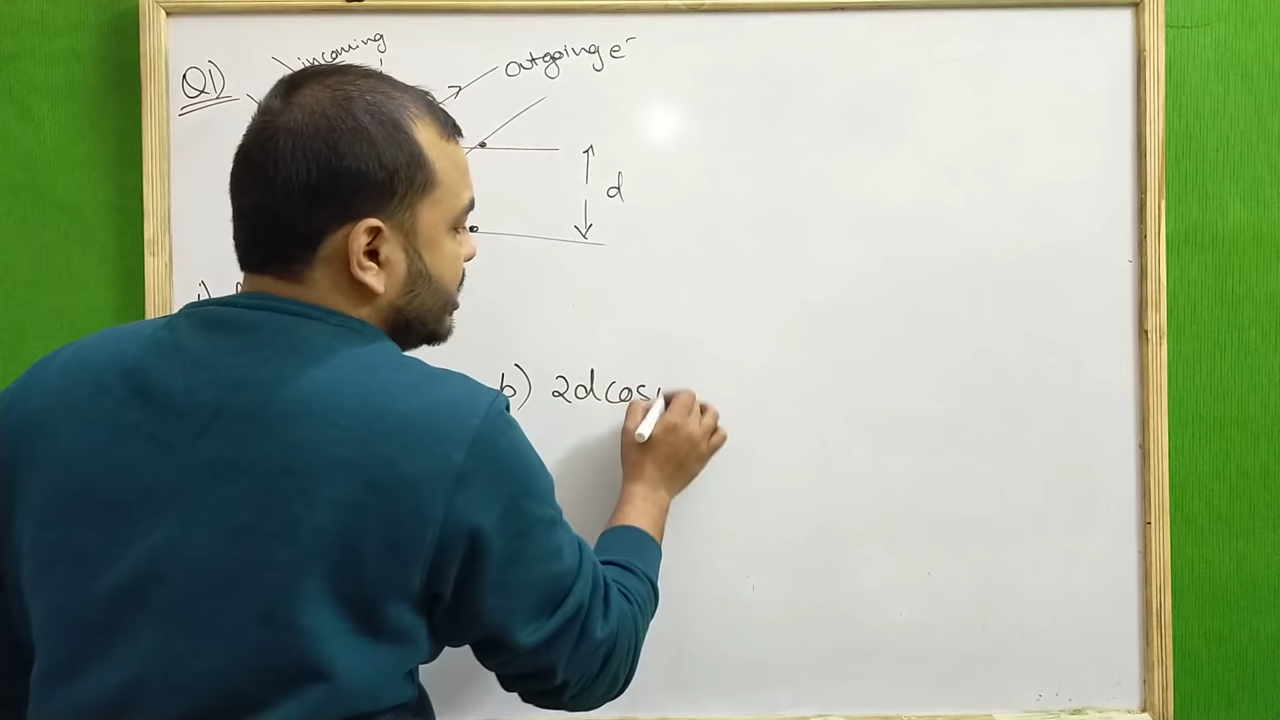 Q1) incoming
outgoing e⁻
d
i)
b) 2dcos